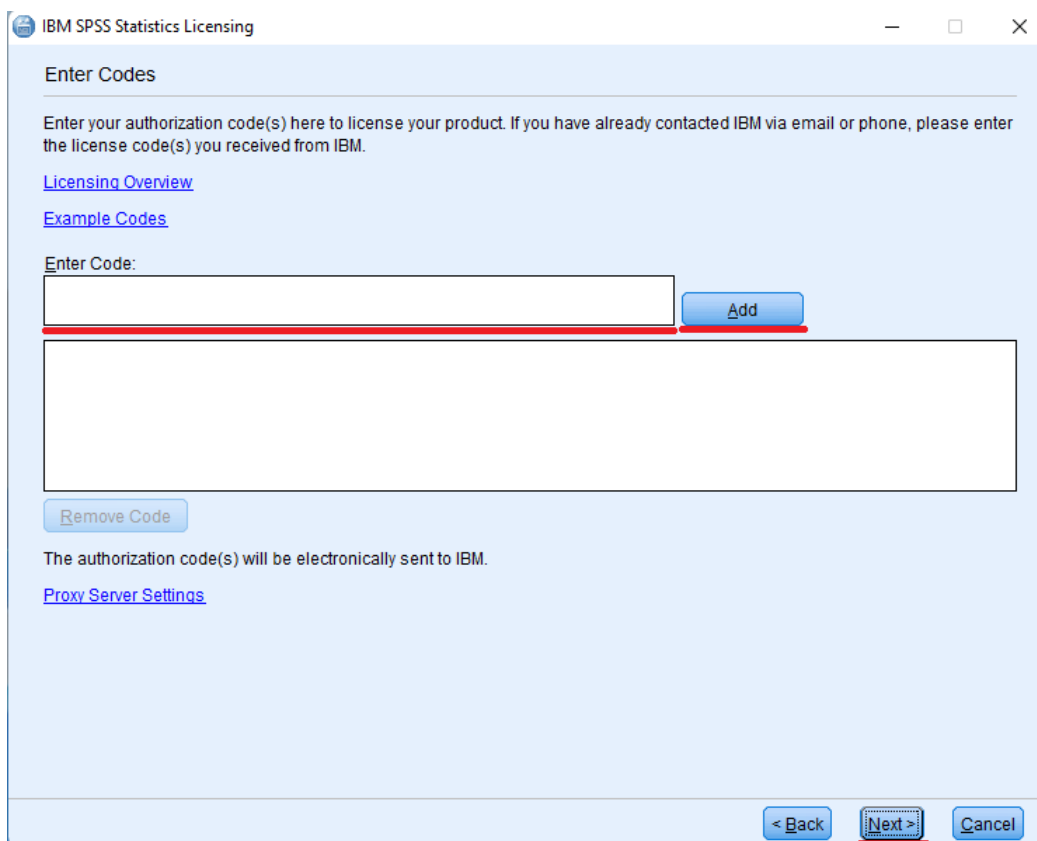 IBM SPSS Statistics Licensing
Enter Codes
Enter your authorization code(s) here to license your product. If you have already contacted IBM via email or phone, please enter
the license code(s) you received from IBM.
Licensing Overview
Example Codes
Enter Code:
Add
Remove Code
The authorization code(s) will be electronically sent to IBM.
Proxy Server Settings
< Back Next > Cancel